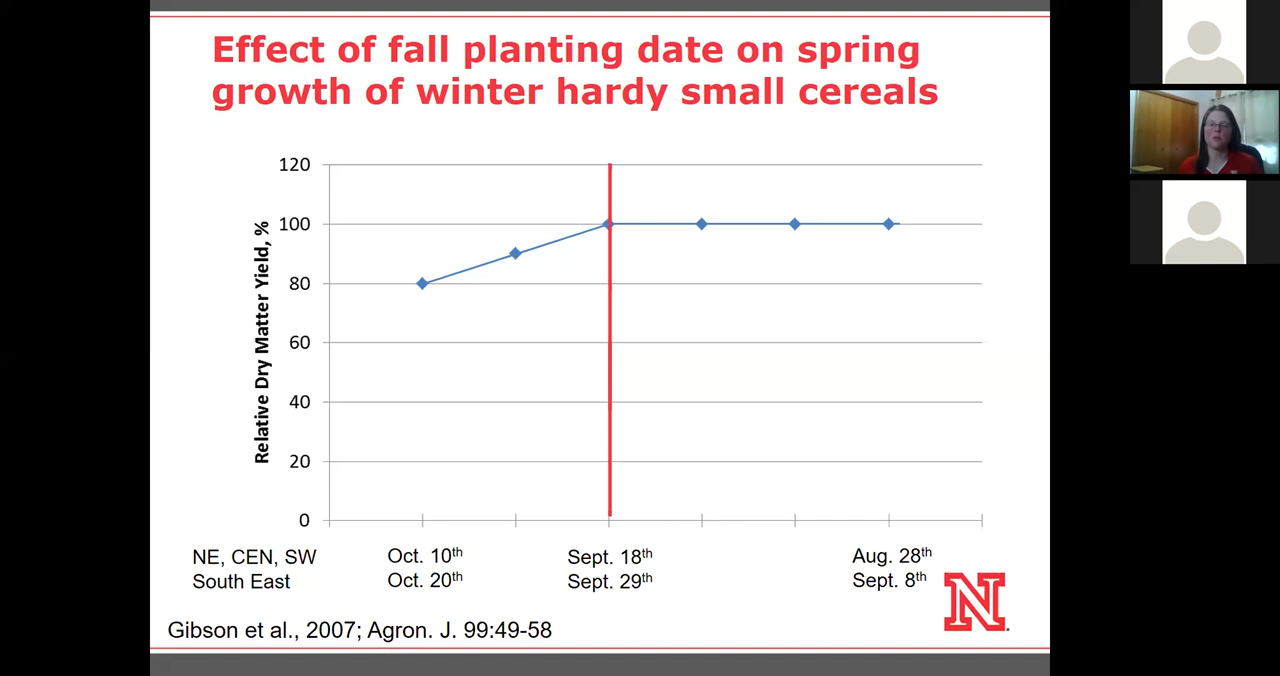 Effect of fall planting date on spring
growth of winter hardy small cereals
Relative Dry Matter Yield, %
120
100
80
60
40
20
0
NE, CEN, SW Oct. 10th Sept. 18th Aug. 28th
South East Oct. 20th Sept. 29th Sept. 8th
N
Gibson et al., 2007; Agron. J. 99:49-58